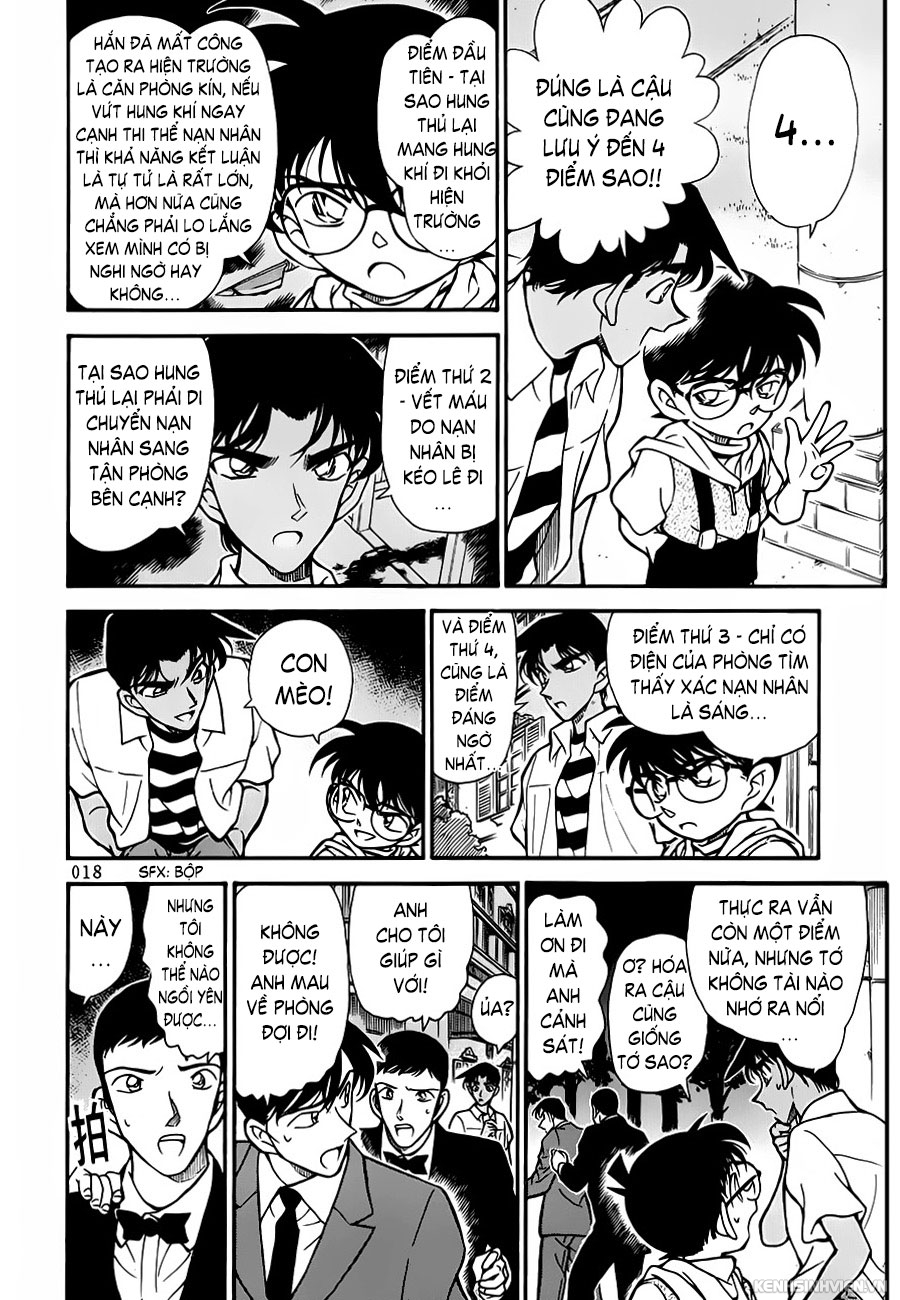 4...
ĐÚNG LÀ CẬU
CŨNG ĐANG
LƯU Ý ĐẾN 4
ĐIỂM SAO!!
ĐIỂM ĐẦU
TIÊN - TẠI
SAO HUNG
THỦ LẠI
MANG HUNG
KHÍ ĐI KHỎI
HIỆN
TRƯỜNG
...
HẮN ĐÃ MẤT CÔNG
TẠO RA HIỆN TRƯỜNG
LÀ CĂN PHÒNG KÍN, NẾU
VỨT HUNG KHÍ NGAY
CẠNH THI THỂ NẠN NHÂN
THÌ KHẢ NĂNG KẾT LUẬN
LÀ TỰ TỬ LÀ RẤT LỚN,
MÀ HƠN NỮA CŨNG
CHẲNG PHẢI LO LẮNG
XEM MÌNH CÓ BỊ
NGHI NGỜ HAY
KHÔNG...
ĐIỂM THỨ 2
- VẾT MÁU
DO NẠN
NHÂN BỊ
KÉO LÊ ĐI
...
TẠI SAO HUNG
THỦ LẠI PHẢI DI
CHUYỂN NẠN
NHÂN SANG
TẬN PHÒNG
BÊN CẠNH?
ĐIỂM THỨ 3 - CHỈ CÓ
ĐIỆN CỦA PHÒNG TÌM
THẤY XÁC NẠN NHÂN
LÀ SÁNG...
VÀ ĐIỂM
THỨ 4,
CŨNG LÀ
ĐIỂM
ĐÁNG
NGỜ
NHẤT...
CON
MÈO!
018
SFX: BỘP
THỰC RA VẪN
CÒN MỘT ĐIỂM
NỮA, NHƯNG TỚ
KHÔNG TÀI NÀO
NHỚ RA NỔI
...
Ơ? HÓA
RA CẬU
CŨNG
GIỐNG
TỚ SAO?
LÀM
ƠN ĐI
MÀ
ANH
CẢNH
SÁT!
ỦA?
ANH
CHO TÔI
GIÚP GÌ
VỚI!
KHÔNG
ĐƯỢC!
ANH MAU
VỀ PHÒNG
ĐỢI ĐI!
NHƯNG
TÔI
KHÔNG
THỂ NÀO
NGỒI YÊN
ĐƯỢC...
NÀY
...
拍
KENHSINHVIEN.VN